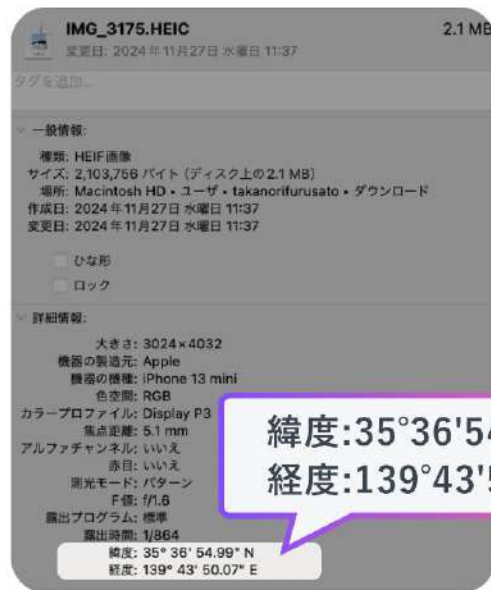 IMG_3175.HEIC 2.1 MB
変更日: 2024年11月27日 水曜日 11:37
タグを追加...
一般情報:
種類: HEIF画像
サイズ: 2,103,756 バイト (ディスク上の2.1 MB)
場所: Macintosh HD • ユーザ • takanorifurusato • ダウンロード
作成日: 2024年11月27日 水曜日 11:37
変更日: 2024年11月27日 水曜日 11:37
ひな形
ロック
詳細情報:
大きさ: 3024×4032
機器の製造元: Apple
機器の機種: iPhone 13 mini
色空間: RGB
カラープロファイル: Display P3
焦点距離: 5.1 mm
アルファチャンネル: いいえ
赤目: いいえ
測光モード: パターン
F値: f/1.6
露出プログラム: 標準
露出時間: 1/864
緯度: 35° 36' 54.99" N
経度: 139° 43' 50.07" E
緯度:35°36'54
経度:139°43'